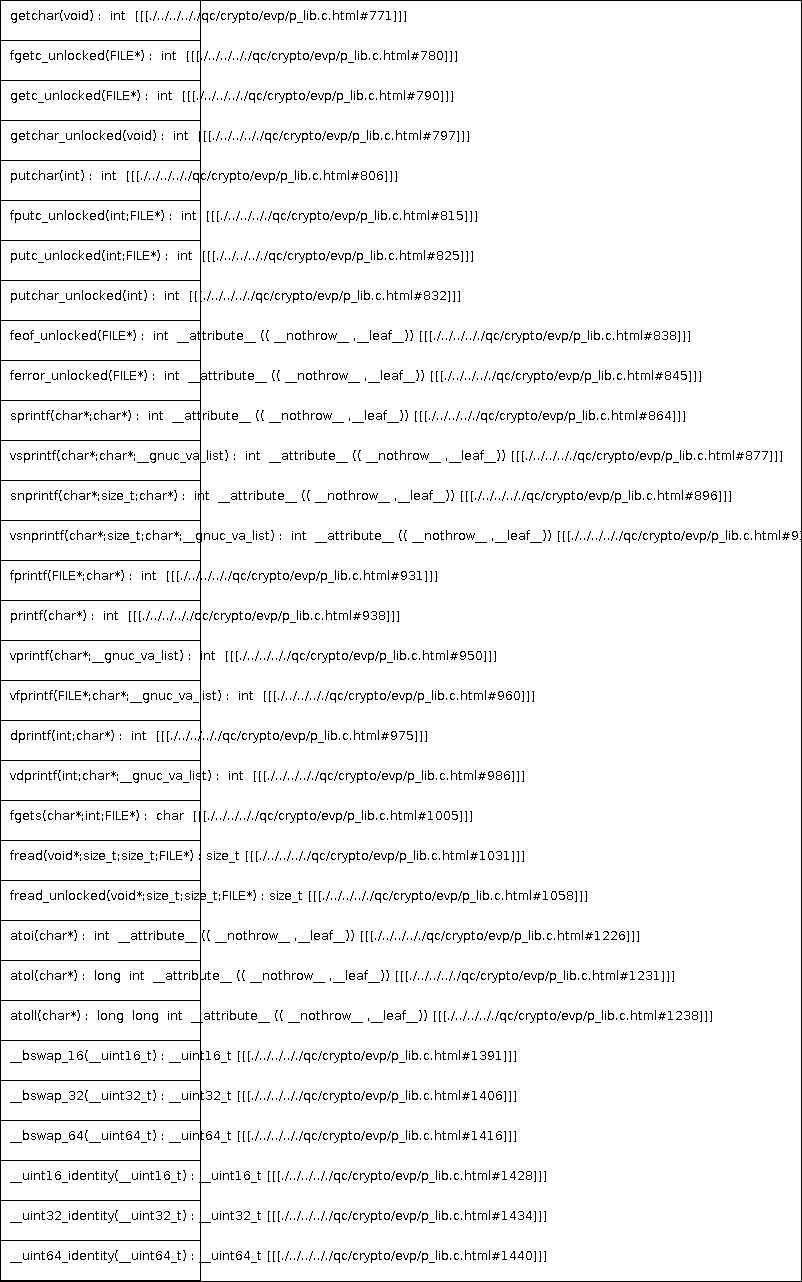 getchar(void) :  int  [[[./../../././qc/crypto/evp/p_lib.c.html#771]]]
fgetc_unlocked(FILE*) :  int  [[[./../../././qc/crypto/evp/p_lib.c.html#780]]]
getc_unlocked(FILE*) :  int  [[[./../../././qc/crypto/evp/p_lib.c.html#790]]]
getchar_unlocked(void) :  int  [[[./../../././qc/crypto/evp/p_lib.c.html#797]]]
putchar(int) :  int  [[[./../../././qc/crypto/evp/p_lib.c.html#806]]]
fputc_unlocked(int;FILE*) :  int  [[[./../../././qc/crypto/evp/p_lib.c.html#815]]]
putc_unlocked(int;FILE*) :  int  [[[./../../././qc/crypto/evp/p_lib.c.html#825]]]
putchar_unlocked(int) :  int  [[[./../../././qc/crypto/evp/p_lib.c.html#832]]]
feof_unlocked(FILE*) :  int  __attribute__ (( __nothrow__ ,__leaf__)) [[[./../../././qc/crypto/evp/p_lib.c.html#838]]]
ferror_unlocked(FILE*) :  int  __attribute__ (( __nothrow__ ,__leaf__)) [[[./../../././qc/crypto/evp/p_lib.c.html#845]]]
sprintf(char*;char*) :  int  __attribute__ (( __nothrow__ ,__leaf__)) [[[./../../././qc/crypto/evp/p_lib.c.html#864]]]
vsprintf(char*;char*;__gnuc_va_list) :  int  __attribute__ (( __nothrow__ ,__leaf__)) [[[./../../././qc/crypto/evp/p_lib.c.html#877]]]
snprintf(char*;size_t;char*) :  int  __attribute__ (( __nothrow__ ,__leaf__)) [[[./../../././qc/crypto/evp/p_lib.c.html#896]]]
vsnprintf(char*;size_t;char*;__gnuc_va_list) :  int  __attribute__ (( __nothrow__ ,__leaf__)) [[[./../../././qc/crypto/evp/p_lib.c.html#91
fprintf(FILE*;char*) :  int  [[[./../../././qc/crypto/evp/p_lib.c.html#931]]]
printf(char*) :  int  [[[./../../././qc/crypto/evp/p_lib.c.html#938]]]
vprintf(char*;__gnuc_va_list) :  int  [[[./../../././qc/crypto/evp/p_lib.c.html#950]]]
vfprintf(FILE*;char*;__gnuc_va_list) :  int  [[[./../../././qc/crypto/evp/p_lib.c.html#960]]]
dprintf(int;char*) :  int  [[[./../../././qc/crypto/evp/p_lib.c.html#975]]]
vdprintf(int;char*;__gnuc_va_list) :  int  [[[./../../././qc/crypto/evp/p_lib.c.html#986]]]
fgets(char*;int;FILE*) :  char  [[[./../../././qc/crypto/evp/p_lib.c.html#1005]]]
fread(void*;size_t;size_t;FILE*) : size_t [[[./../../././qc/crypto/evp/p_lib.c.html#1031]]]
fread_unlocked(void*;size_t;size_t;FILE*) : size_t [[[./../../././qc/crypto/evp/p_lib.c.html#1058]]]
atoi(char*) :  int  __attribute__ (( __nothrow__ ,__leaf__)) [[[./../../././qc/crypto/evp/p_lib.c.html#1226]]]
atol(char*) :  long  int  __attribute__ (( __nothrow__ ,__leaf__)) [[[./../../././qc/crypto/evp/p_lib.c.html#1231]]]
atoll(char*) :  long  long  int  __attribute__ (( __nothrow__ ,__leaf__)) [[[./../../././qc/crypto/evp/p_lib.c.html#1238]]]
__bswap_16(__uint16_t) : __uint16_t [[[./../../././qc/crypto/evp/p_lib.c.html#1391]]]
__bswap_32(__uint32_t) : __uint32_t [[[./../../././qc/crypto/evp/p_lib.c.html#1406]]]
__bswap_64(__uint64_t) : __uint64_t [[[./../../././qc/crypto/evp/p_lib.c.html#1416]]]
__uint16_identity(__uint16_t) : __uint16_t [[[./../../././qc/crypto/evp/p_lib.c.html#1428]]]
__uint32_identity(__uint32_t) : __uint32_t [[[./../../././qc/crypto/evp/p_lib.c.html#1434]]]
__uint64_identity(__uint64_t) : __uint64_t [[[./../../././qc/crypto/evp/p_lib.c.html#1440]]]